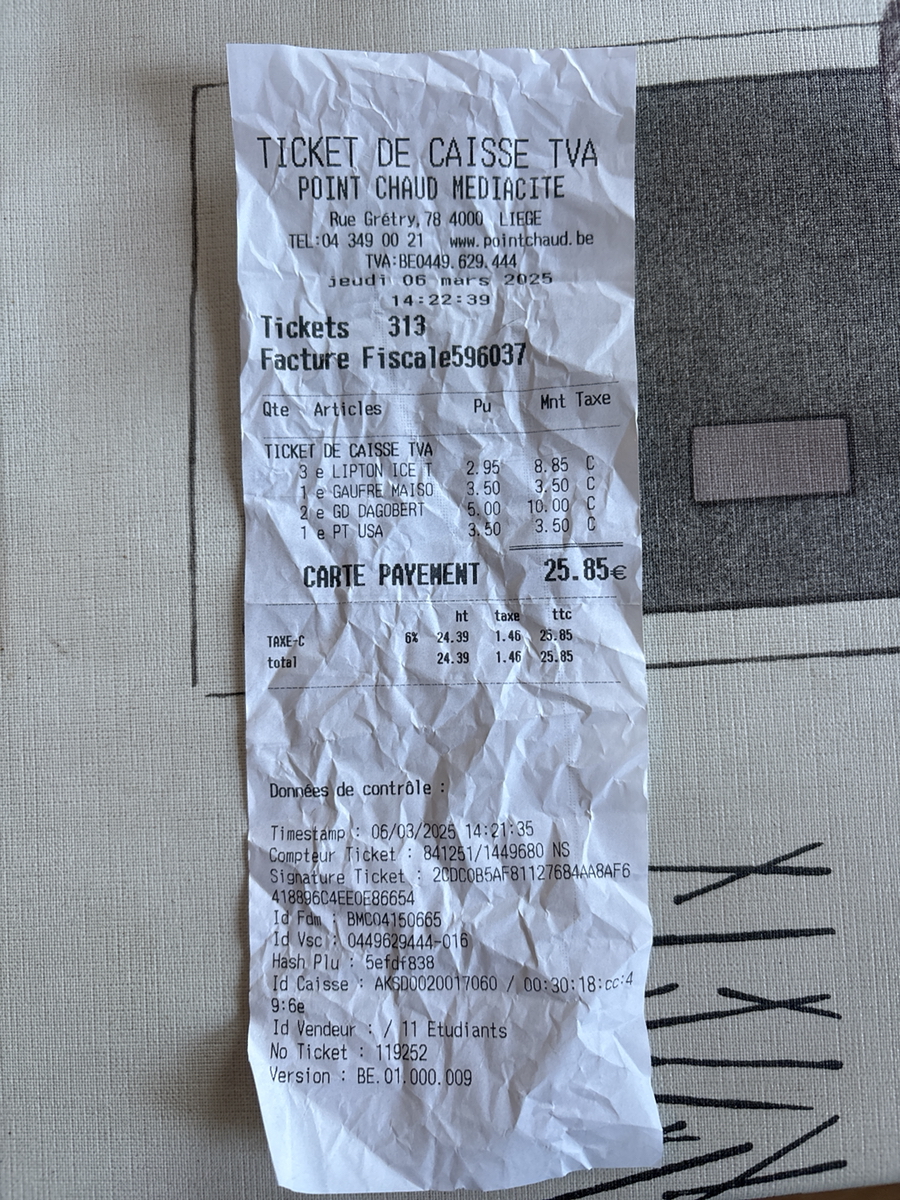 TICKET DE CAISSE TVA
POINT CHAUD MEDIACITE
Rue Grétry,78 4000 LIEGE
TEL:04 349 00 21 www.pointchaud.be
TVA:BE0449.629.444
jeudi 06 mars 2025
14:22:39
Tickets 313
Facture Fiscale596037
Qte Articles Pu Mnt Taxe
TICKET DE CAISSE TVA
3 e LIPTON ICE T 2.95 8.85 C
1 e GAUFRE MAISO 3.50 3.50 C
2 e GD DAGOBERT 5.00 10.00 C
1 e PT USA 3.50 3.50 C
CARTE PAYEMENT 25.85€
ht taxe ttc
TAXE-C 6% 24.39 1.46 25.85
total 24.39 1.46 25.85
Données de contrôle :
Timestamp : 06/03/2025 14:21:35
Compteur Ticket : 841251/1449680 NS
Signature Ticket : 2CDC0B5AF81127684AA8AF6
418896C4EE0E86654
Id Fdm : BMC04150665
Id Vsc : 0449629444-016
Hash Plu : 5efdf838
Id Caisse : AKSD0020017060 / 00:30:18:cc:4
9:6e
Id Vendeur : / 11 Etudiants
No Ticket : 119252
Version : BE.01.000.009